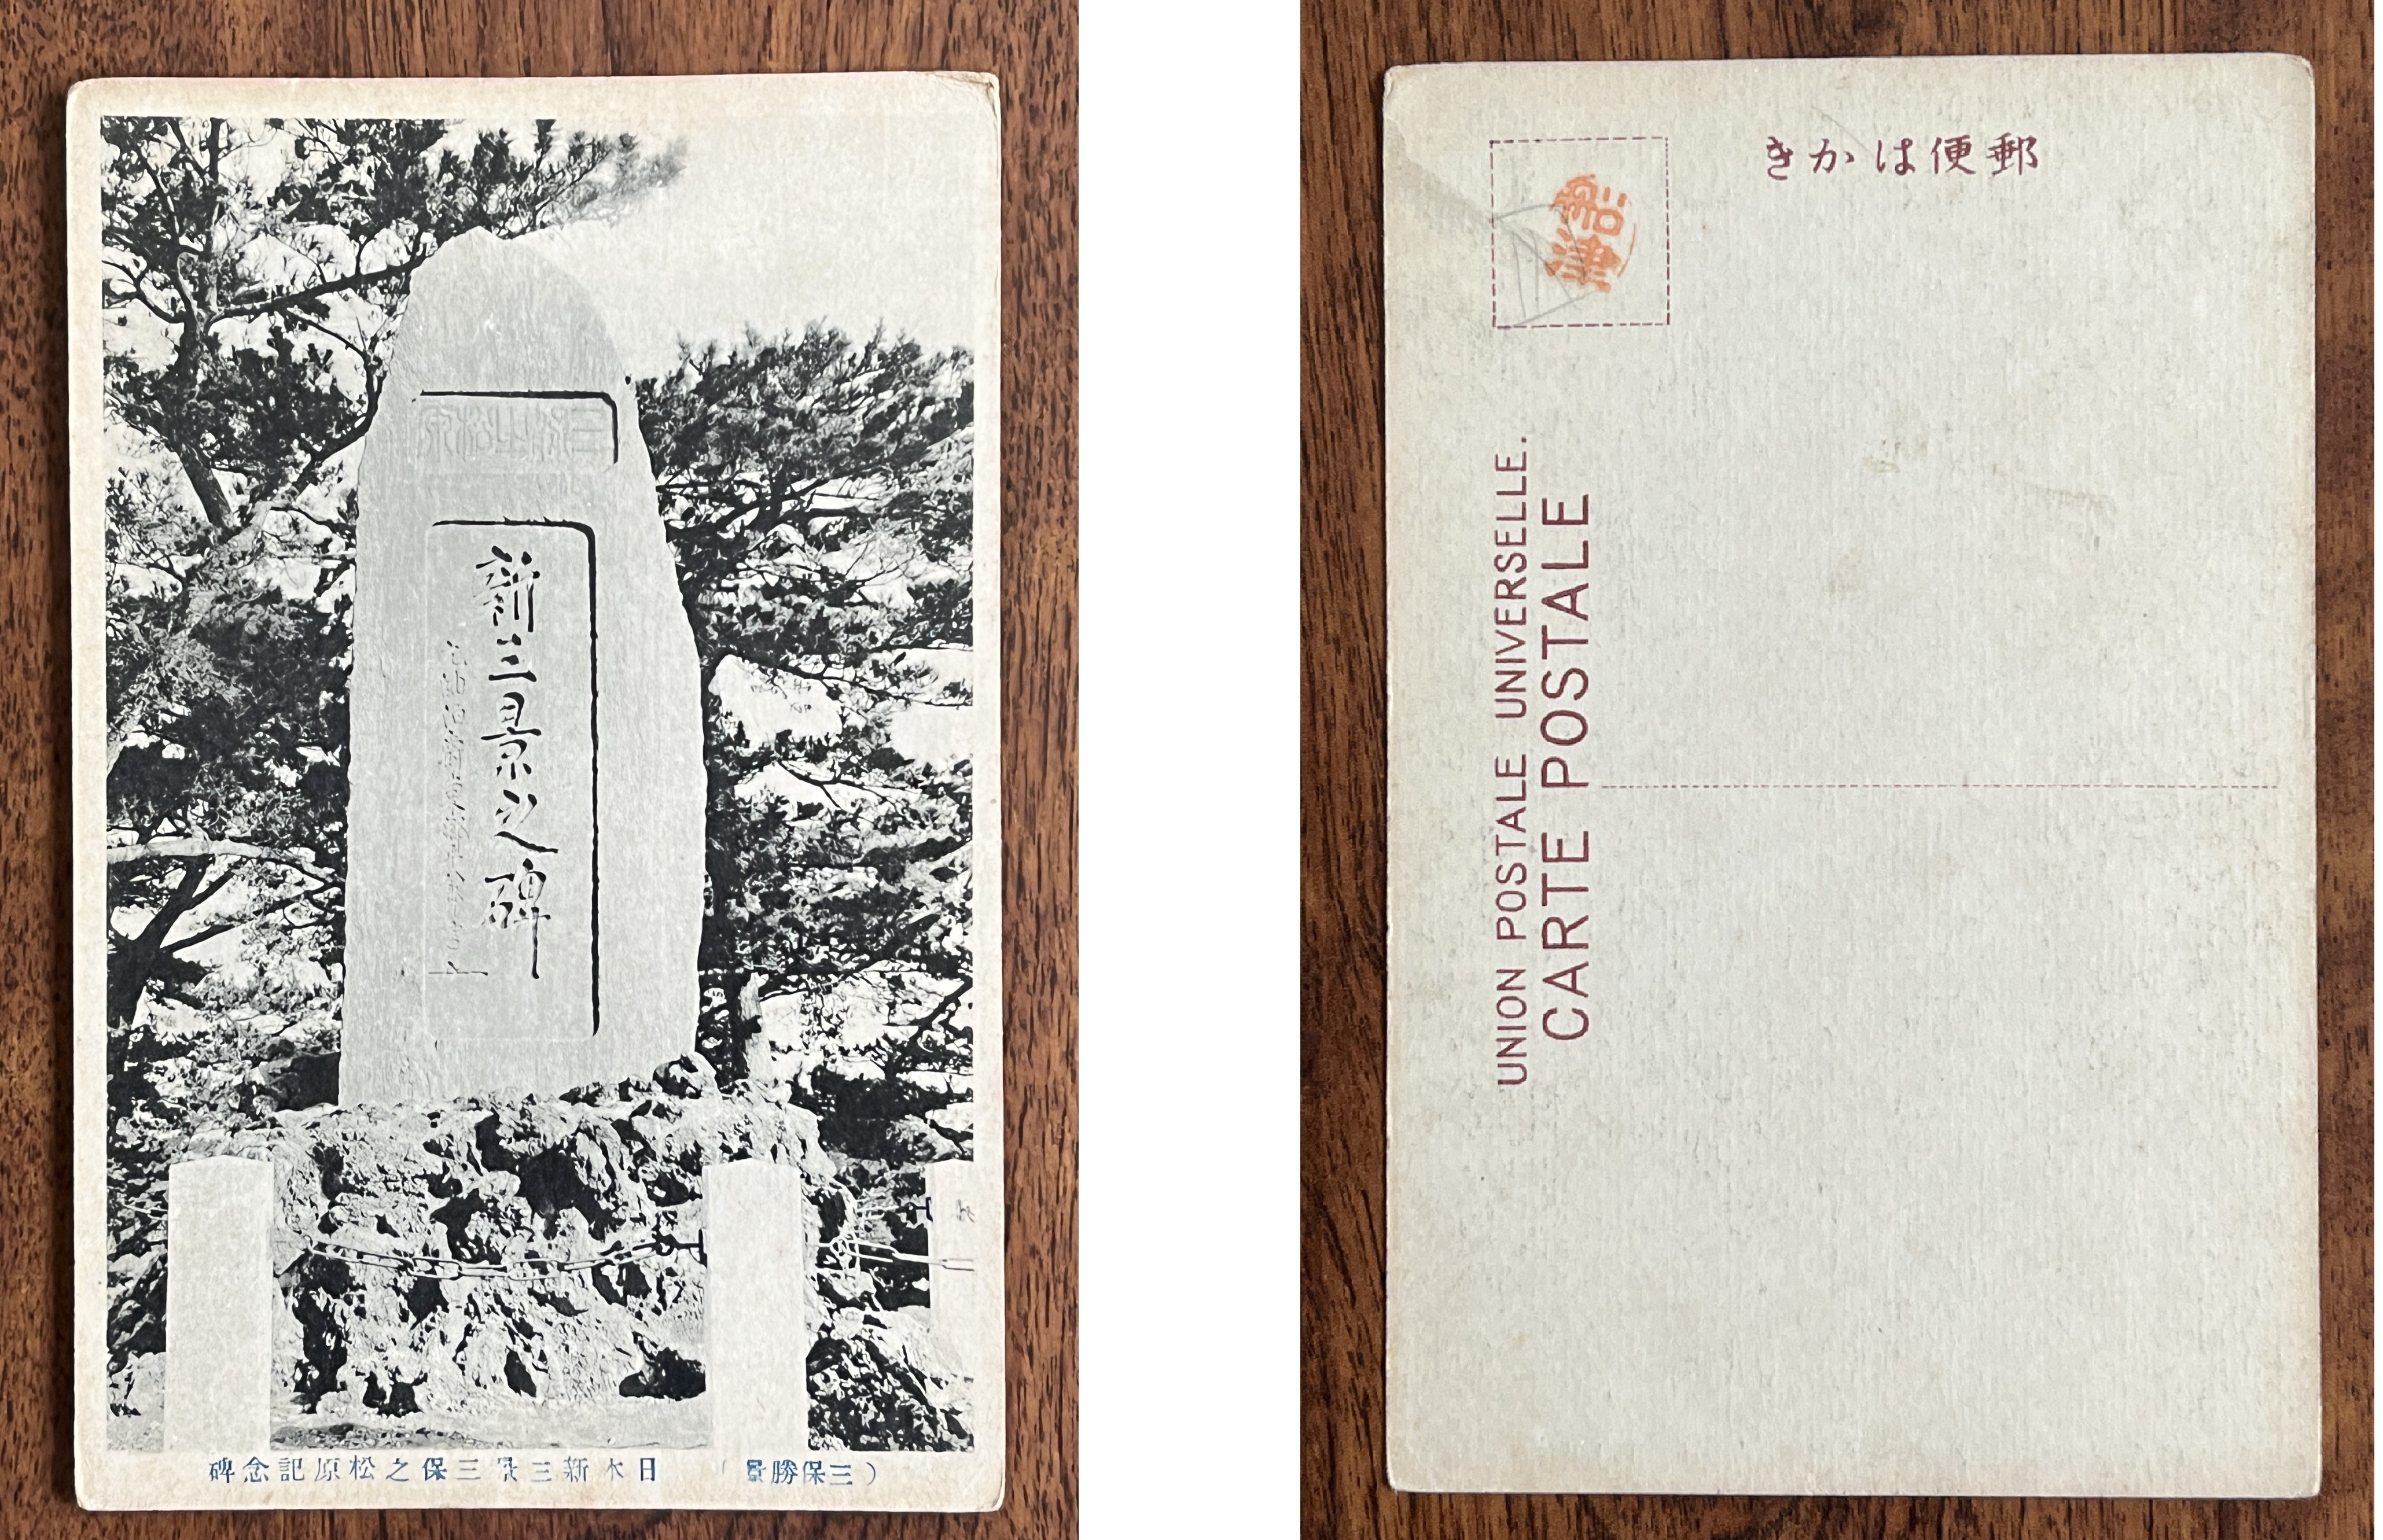 新三景之碑
(三保勝景) 日本新三景三保之松原記念碑
郵便はかき
UNION POSTALE UNIVERSELLE.
CARTE POSTALE